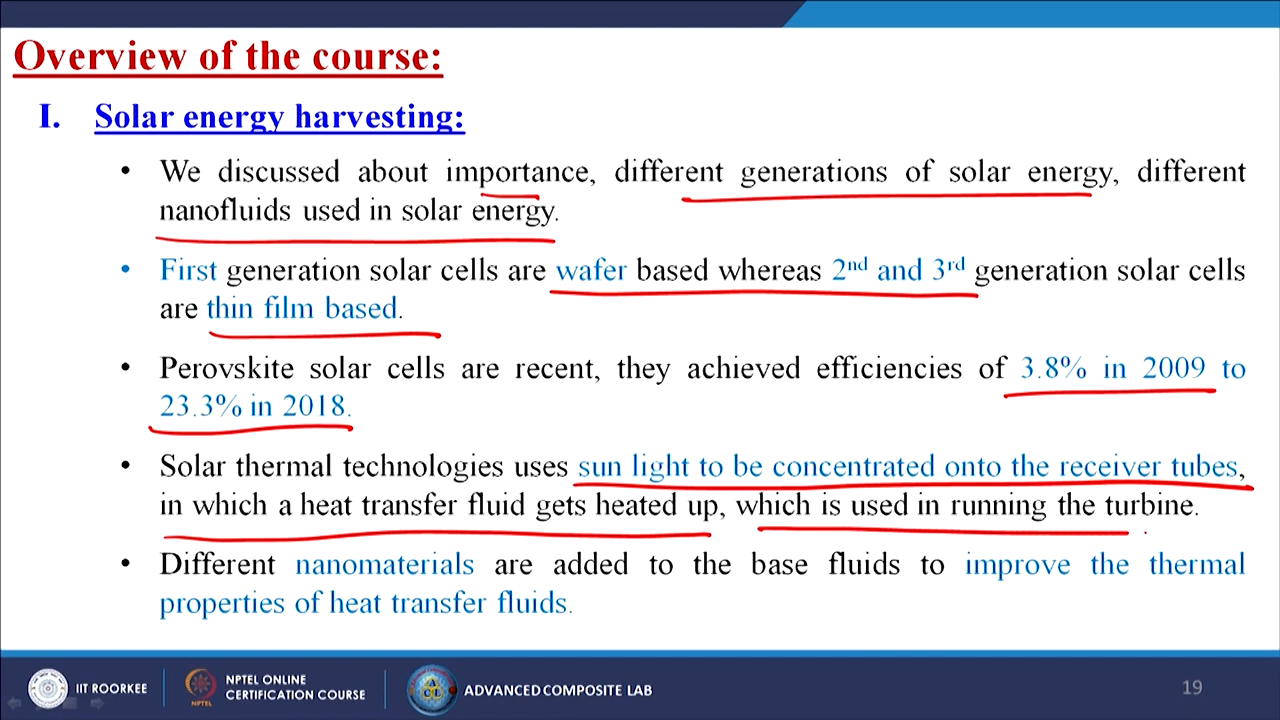 Overview of the course:
I. Solar energy harvesting:
• We discussed about importance, different generations of solar energy, different
nanofluids used in solar energy.
• First generation solar cells are wafer based whereas 2nd and 3rd generation solar cells
are thin film based.
• Perovskite solar cells are recent, they achieved efficiencies of 3.8% in 2009 to
23.3% in 2018.
• Solar thermal technologies uses sun light to be concentrated onto the receiver tubes,
in which a heat transfer fluid gets heated up, which is used in running the turbine.
• Different nanomaterials are added to the base fluids to improve the thermal
properties of heat transfer fluids.
IIT ROORKEE
NPTEL
NPTEL ONLINE
CERTIFICATION COURSE
ACL
ADVANCED COMPOSITE LAB
19